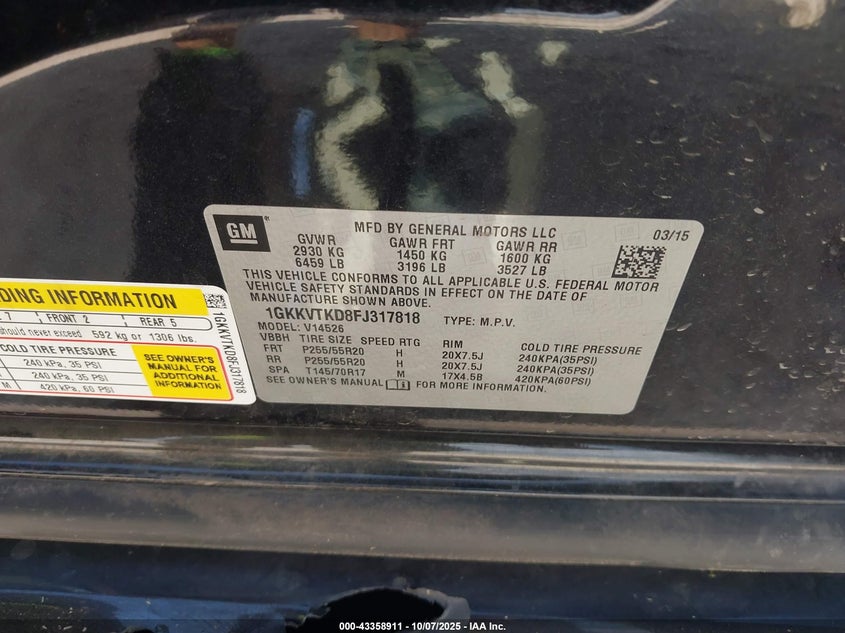 GM
MFD BY GENERAL MOTORS LLC
03/15
GVWR GAWR FRT GAWR RR
2930 KG 1450 KG 1600 KG
6459 LB 3196 LB 3527 LB
THIS VEHICLE CONFORMS TO ALL APPLICABLE U.S. FEDERAL MOTOR
VEHICLE SAFETY STANDARDS IN EFFECT ON THE DATE OF
MANUFACTURE SHOWN ABOVE.
1GKKVTKD8FJ317818 TYPE: M.P.V.
MODEL: V14526
VBBH TIRE SIZE SPEED RTG RIM COLD TIRE PRESSURE
FRT P255/55R20 H 20X7.5J 240KPA(35PSI)
RR P255/55R20 H 20X7.5J 240KPA(35PSI)
SPA T145/70R17 M 17X4.5B 420KPA(60PSI)
SEE OWNER'S MANUAL FOR MORE INFORMATION.
DING INFORMATION
7 FRONT 2 REAR 5
should never exceed 592 kg or 1306 lbs.
COLD TIRE PRESSURE
240 kPa, 35 PSI
240 kPa, 35 PSI
M 420 kPa, 60 PSI
SEE OWNER'S
MANUAL FOR
ADDITIONAL
INFORMATION
1GKKVTKD8FJ317818
000-43358911 - 10/07/2025 - IAA Inc.